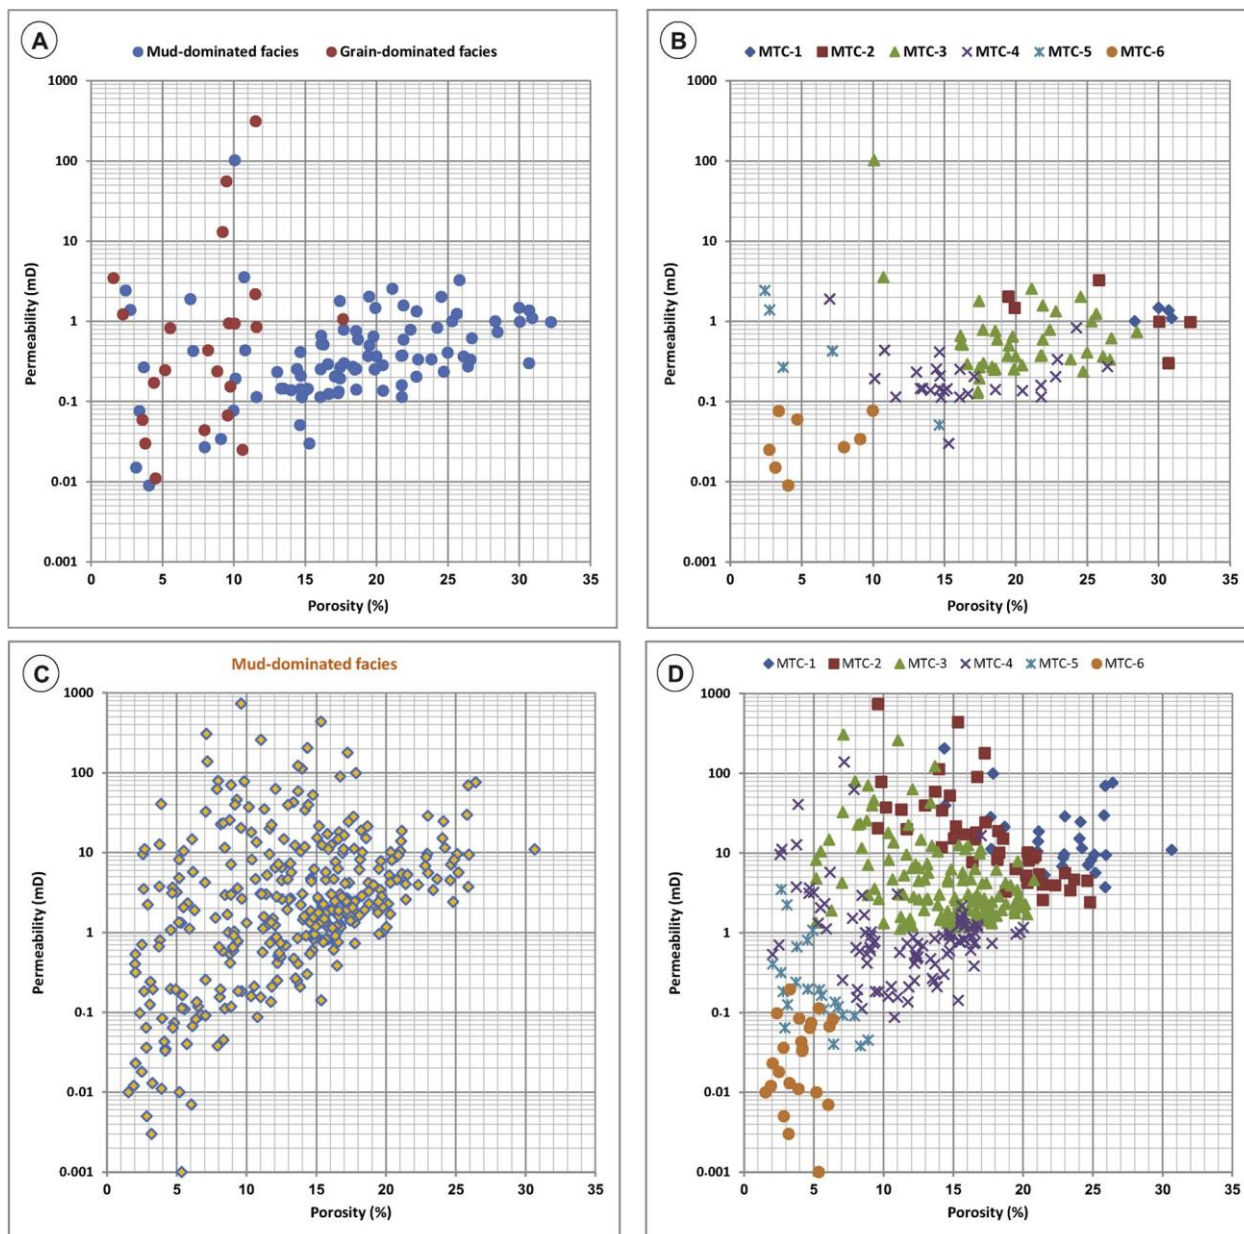 A
Mud-dominated facies Grain-dominated facies
1000
100
10
1
0.1
0.01
0.001
Permeability (mD)
0 5 10 15 20 25 30 35
Porosity (%)
B
MTC-1 MTC-2 MTC-3 MTC-4 MTC-5 MTC-6
1000
100
10
1
0.1
0.01
0.001
Permeability (mD)
0 5 10 15 20 25 30 35
Porosity (%)
C
Mud-dominated facies
1000
100
10
1
0.1
0.01
0.001
Permeability (mD)
0 5 10 15 20 25 30 35
Porosity (%)
D
MTC-1 MTC-2 MTC-3 MTC-4 MTC-5 MTC-6
1000
100
10
1
0.1
0.01
0.001
Permeability (mD)
0 5 10 15 20 25 30 35
Porosity (%)